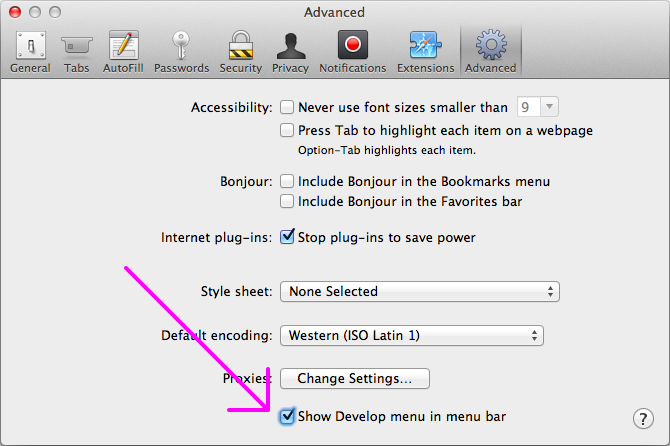 Advanced
General Tabs AutoFill Passwords Security Privacy Notifications Extensions Advanced
Accessibility: Never use font sizes smaller than 9
Press Tab to highlight each item on a webpage
Option-Tab highlights each item.
Bonjour: Include Bonjour in the Bookmarks menu
Include Bonjour in the Favorites bar
Internet plug-ins: Stop plug-ins to save power
Style sheet: None Selected
Default encoding: Western (ISO Latin 1)
Proxies: Change Settings...
Show Develop menu in menu bar ?